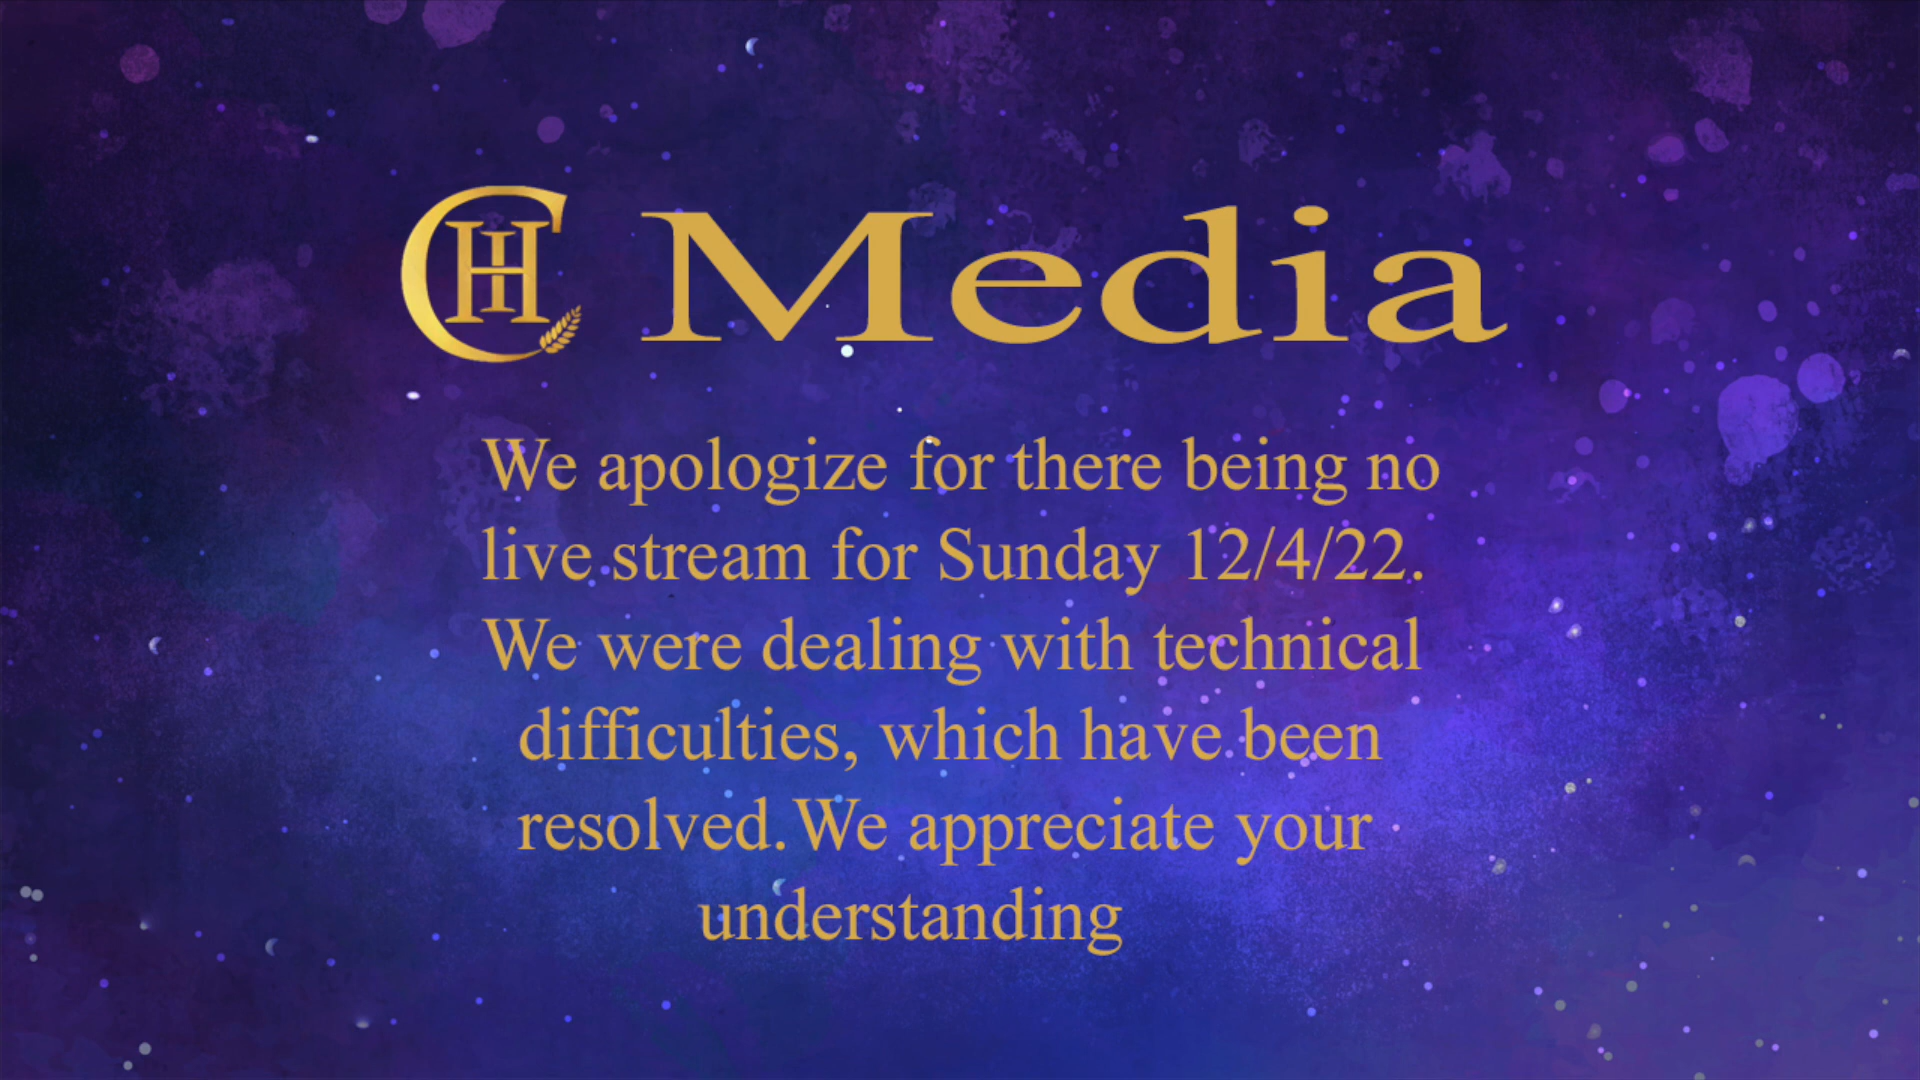 CHI Media
We apologize for there being no
live stream for Sunday 12/4/22.
We were dealing with technical
difficulties, which have been
resolved. We appreciate your
understanding